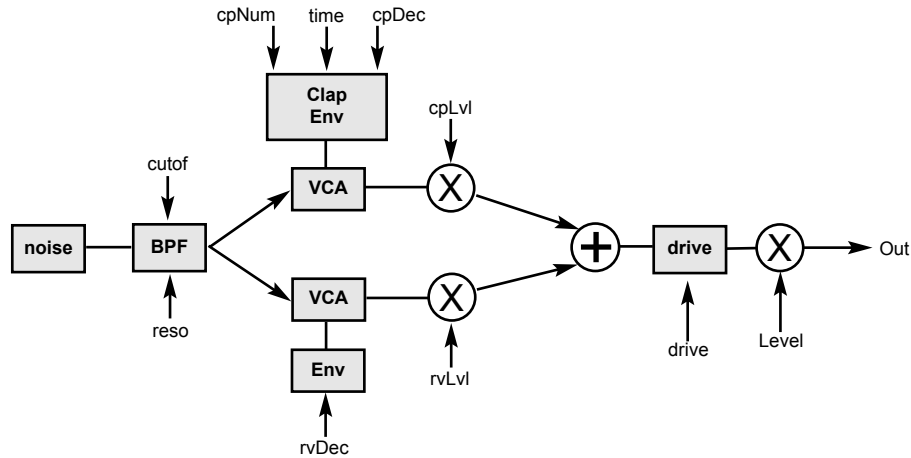 cpNum time cpDec
Clap
Env
cpLvl
cutof
VCA
X
noise
BPF
+
drive
X
Out
VCA
X
reso
drive
Level
Env
rvLvl
rvDec